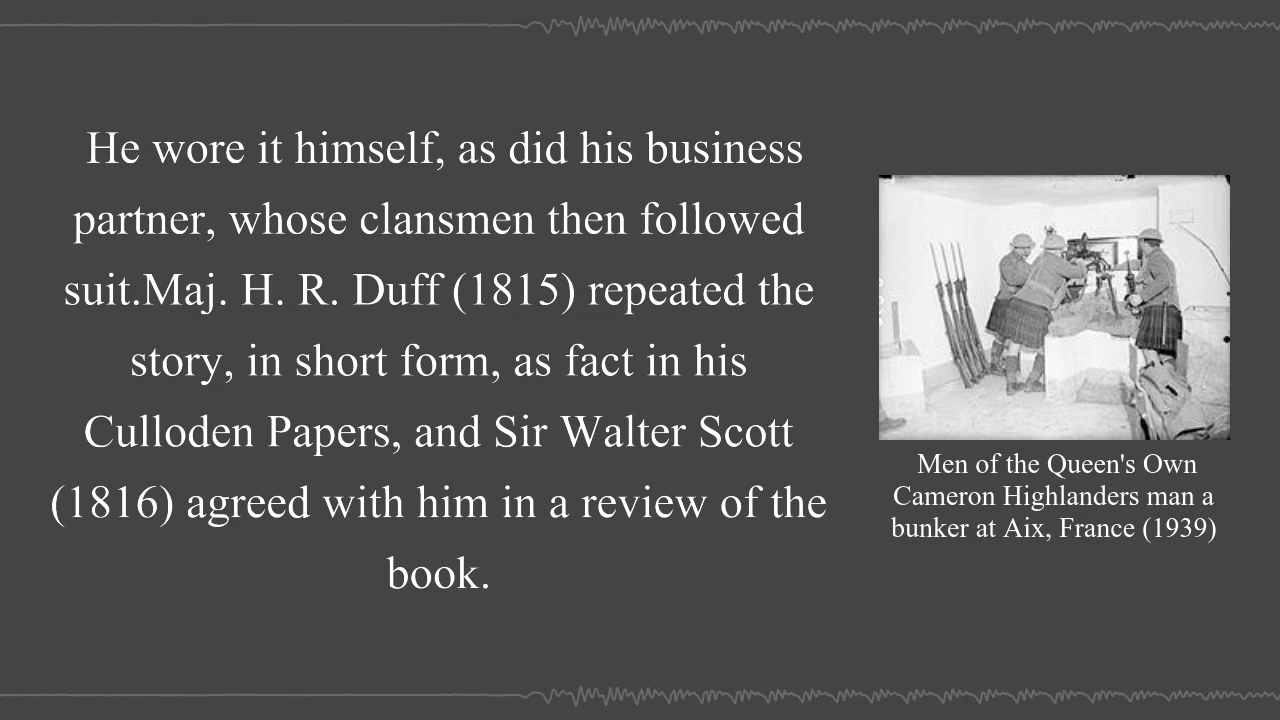 He wore it himself, as did his business
partner, whose clansmen then followed
suit.Maj. H. R. Duff (1815) repeated the
story, in short form, as fact in his
Culloden Papers, and Sir Walter Scott
(1816) agreed with him in a review of the
book.
Men of the Queen's Own
Cameron Highlanders man a
bunker at Aix, France (1939)